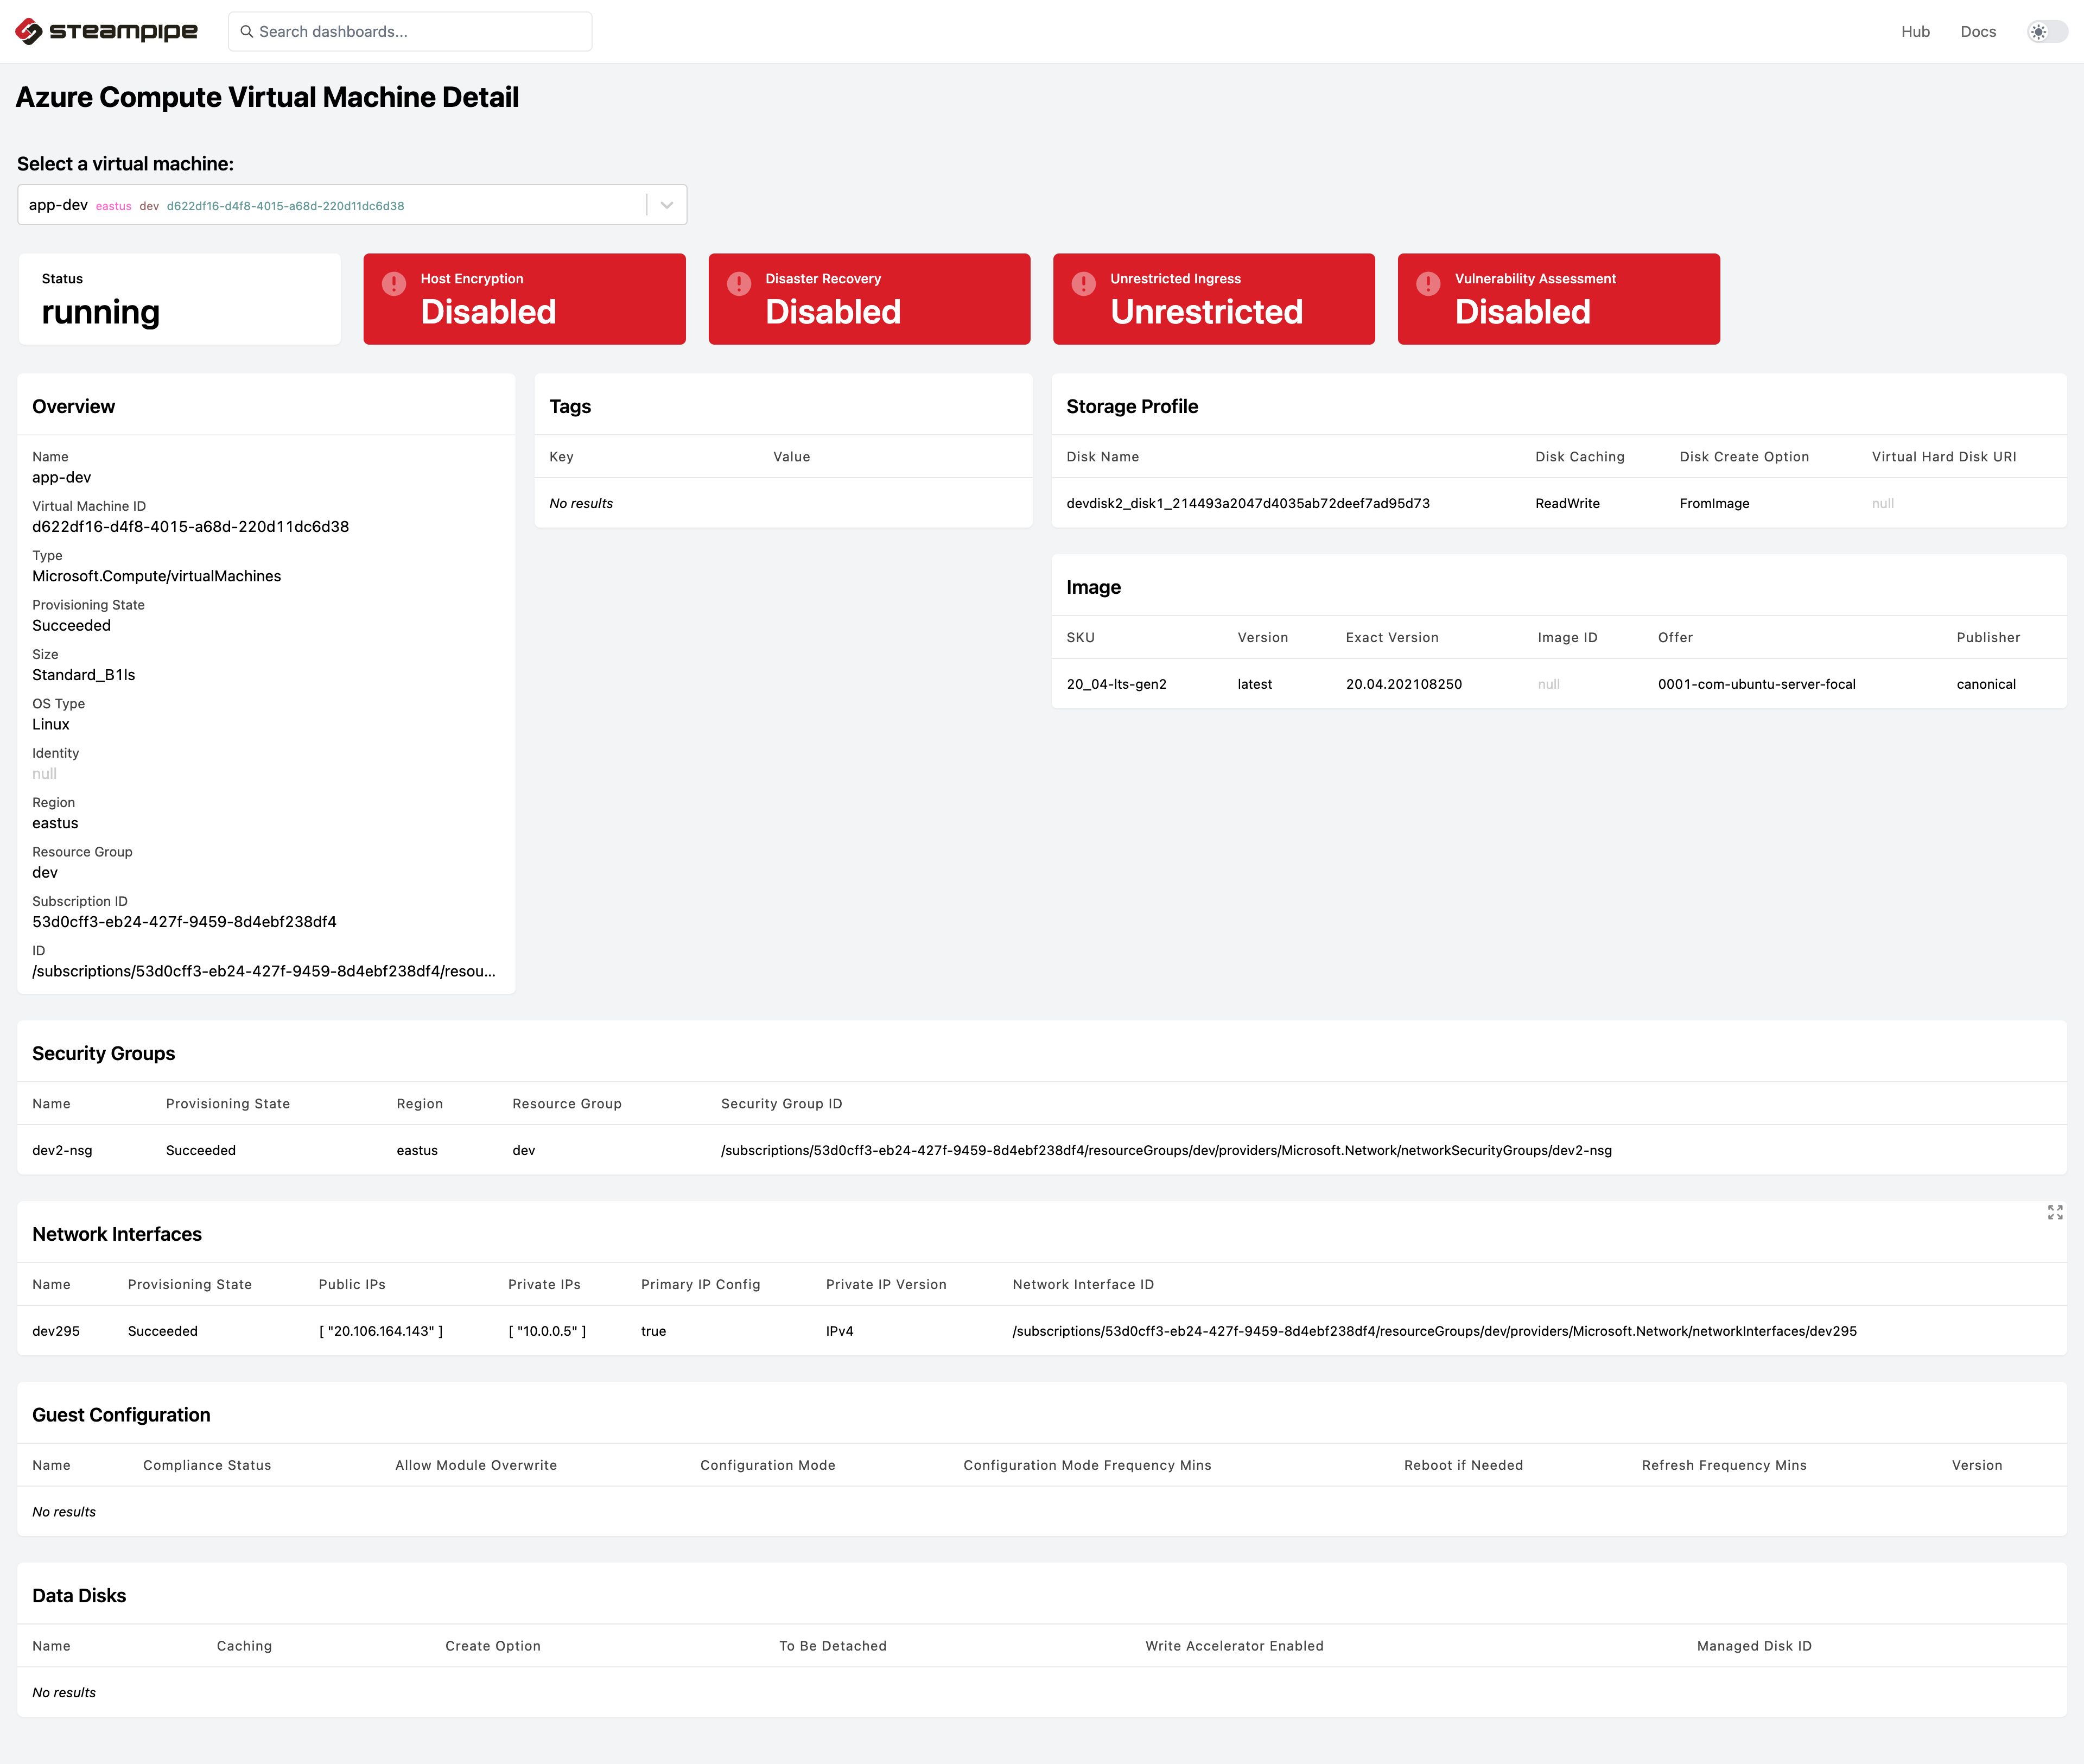 steampipe
Search dashboards...
Hub Docs
Azure Compute Virtual Machine Detail
Select a virtual machine:
app-dev eastus dev d622df16-d4f8-4015-a68d-220d11dc6d38
Status
running
Host Encryption
Disabled
Disaster Recovery
Disabled
Unrestricted Ingress
Unrestricted
Vulnerability Assessment
Disabled
Overview
Name
app-dev
Virtual Machine ID
d622df16-d4f8-4015-a68d-220d11dc6d38
Type
Microsoft.Compute/virtualMachines
Provisioning State
Succeeded
Size
Standard_B1ls
OS Type
Linux
Identity
null
Region
eastus
Resource Group
dev
Subscription ID
53d0cff3-eb24-427f-9459-8d4ebf238df4
ID
/subscriptions/53d0cff3-eb24-427f-9459-8d4ebf238df4/resou...
Tags
Key Value
No results
Storage Profile
Disk Name Disk Caching Disk Create Option Virtual Hard Disk URI
devdisk2_disk1_214493a2047d4035ab72deef7ad95d73 ReadWrite FromImage null
Image
SKU Version Exact Version Image ID Offer Publisher
20_04-lts-gen2 latest 20.04.202108250 null 0001-com-ubuntu-server-focal canonical
Security Groups
Name Provisioning State Region Resource Group Security Group ID
dev2-nsg Succeeded eastus dev /subscriptions/53d0cff3-eb24-427f-9459-8d4ebf238df4/resourceGroups/dev/providers/Microsoft.Network/networkSecurityGroups/dev2-nsg
Network Interfaces
Name Provisioning State Public IPs Private IPs Primary IP Config Private IP Version Network Interface ID
dev295 Succeeded [ "20.106.164.143" ] [ "10.0.0.5" ] true IPv4 /subscriptions/53d0cff3-eb24-427f-9459-8d4ebf238df4/resourceGroups/dev/providers/Microsoft.Network/networkInterfaces/dev295
Guest Configuration
Name Compliance Status Allow Module Overwrite Configuration Mode Configuration Mode Frequency Mins Reboot if Needed Refresh Frequency Mins Version
No results
Data Disks
Name Caching Create Option To Be Detached Write Accelerator Enabled Managed Disk ID
No results